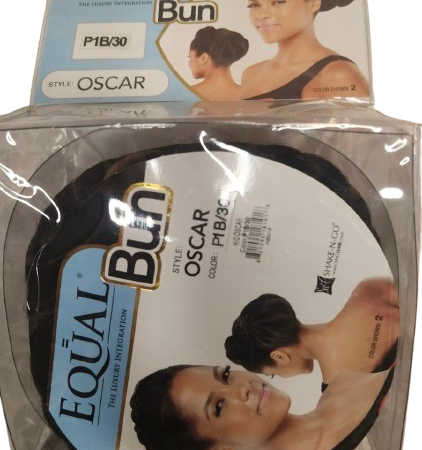 THE LUXURY INTEGRATION
Bun
P1B/30
STYLE: OSCAR
COLOR SHOWN 2
EQUAL
THE LUXURY INTEGRATION
Bun
STYLE: OSCAR
COLOR: P1B/30
SHAKE-N-GO
COLOR SHOWN 2